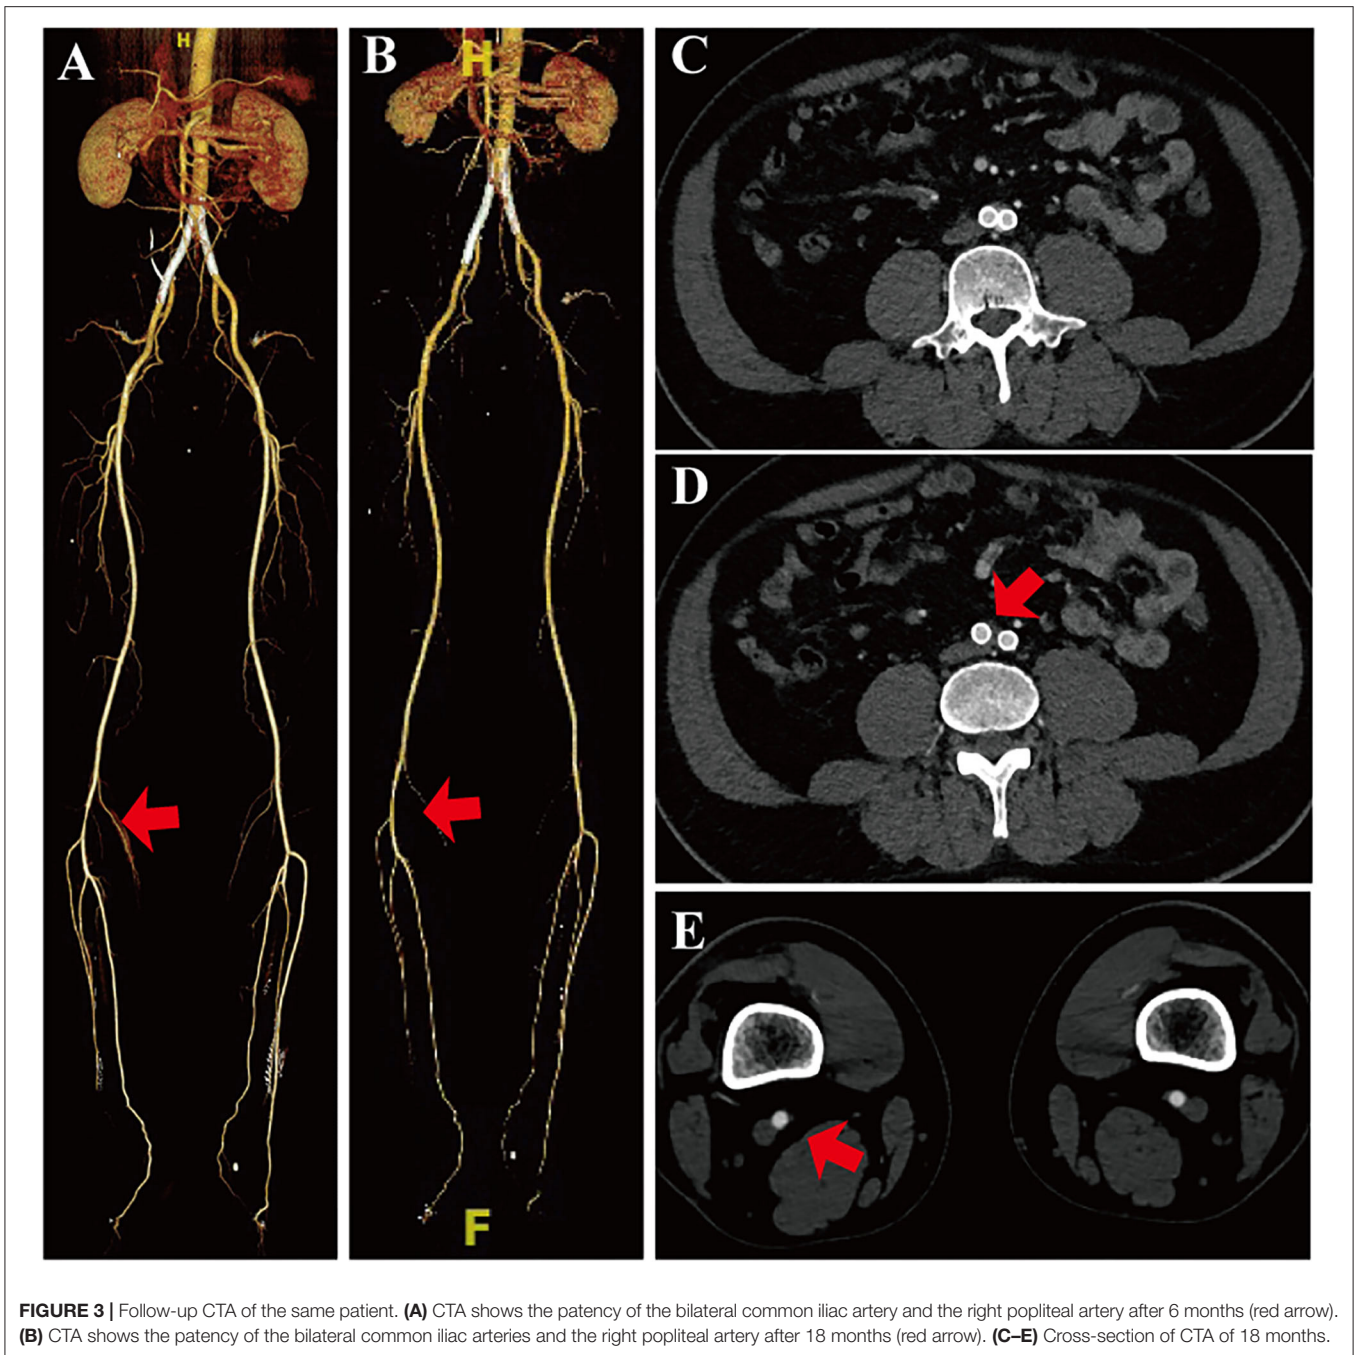 A
H
B
H
C
D
E
F
FIGURE 3 | Follow-up CTA of the same patient. (A) CTA shows the patency of the bilateral common iliac artery and the right popliteal artery after 6 months (red arrow).
(B) CTA shows the patency of the bilateral common iliac arteries and the right popliteal artery after 18 months (red arrow). (C–E) Cross-section of CTA of 18 months.